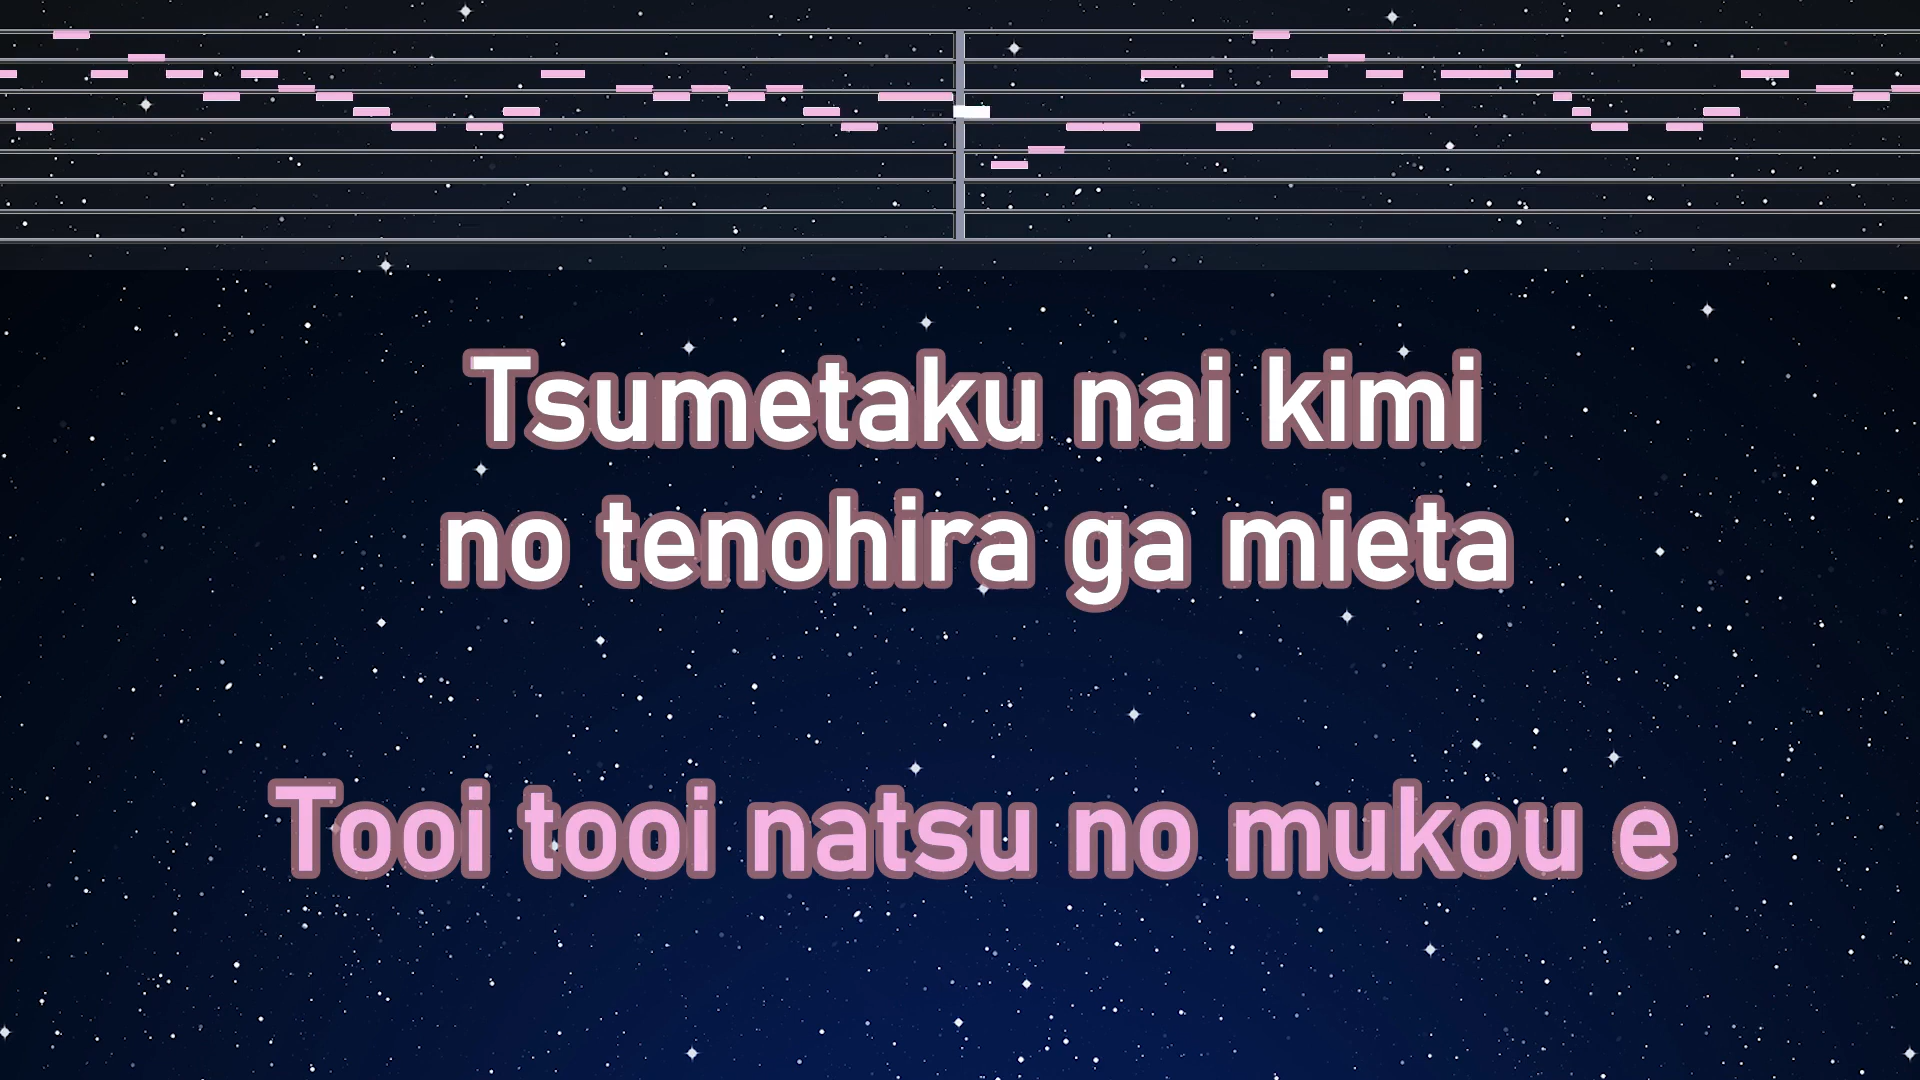 Tsumetaku nai kimi
no tenohira ga mieta
Tooi tooi natsu no mukou e